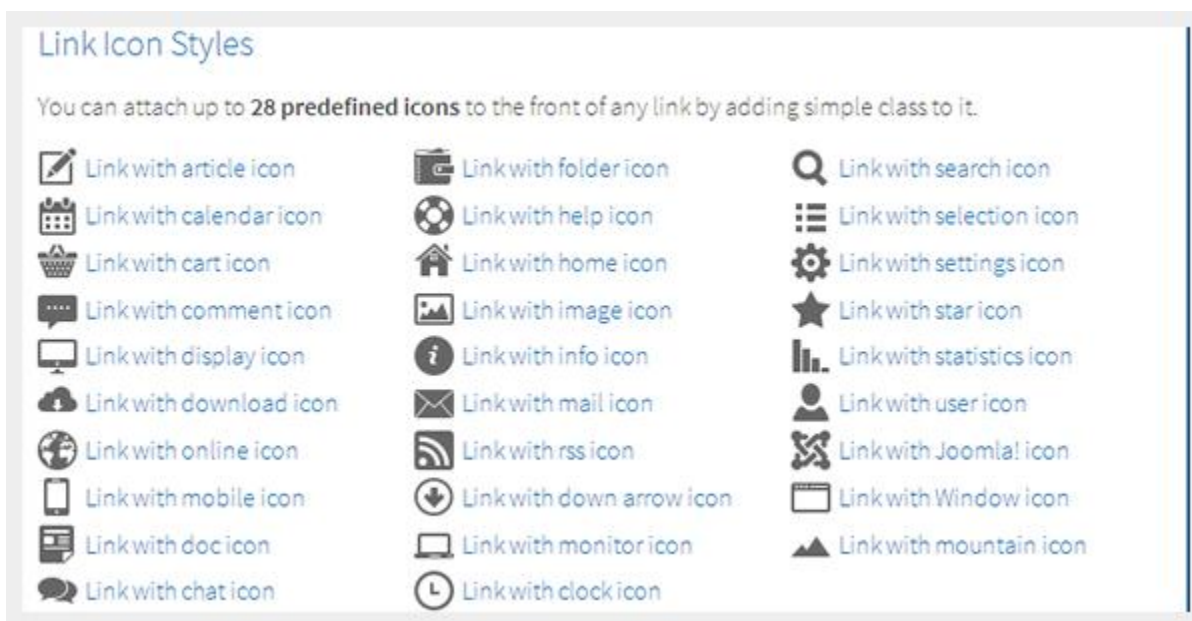 Link Icon Styles
You can attach up to 28 predefined icons to the front of any link by adding simple class to it.
Link with article icon
Link with calendar icon
Link with cart icon
Link with comment icon
Link with display icon
Link with download icon
Link with online icon
Link with mobile icon
Link with doc icon
Link with chat icon
Link with folder icon
Link with help icon
Link with home icon
Link with image icon
Link with info icon
Link with mail icon
Link with rss icon
Link with down arrow icon
Link with monitor icon
Link with clock icon
Link with search icon
Link with selection icon
Link with settings icon
Link with star icon
Link with statistics icon
Link with user icon
Link with Joomla! icon
Link with Window icon
Link with mountain icon